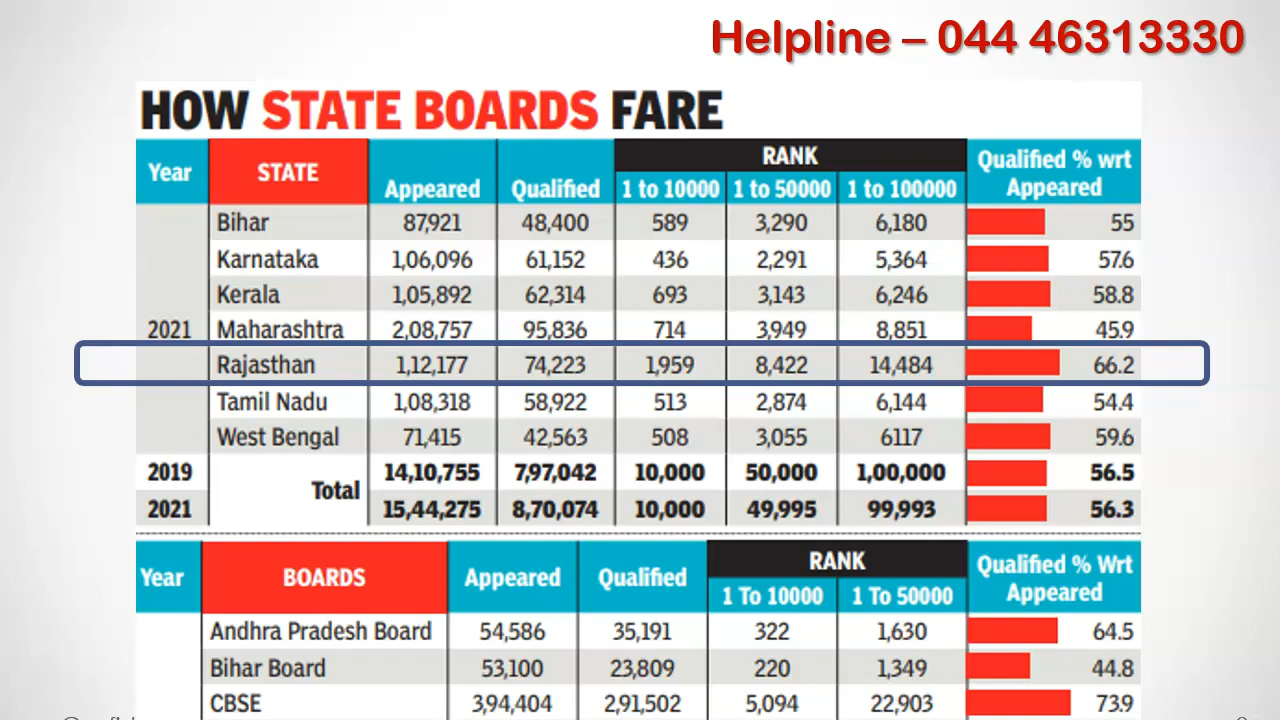 Helpline – 044 46313330
HOW STATE BOARDS FARE
Year STATE Appeared Qualified RANK 1 to 10000 1 to 50000 1 to 100000 Qualified % wrt Appeared
Bihar 87,921 48,400 589 3,290 6,180 55
Karnataka 1,06,096 61,152 436 2,291 5,364 57.6
Kerala 1,05,892 62,314 693 3,143 6,246 58.8
2021 Maharashtra 2,08,757 95,836 714 3,949 8,851 45.9
Rajasthan 1,12,177 74,223 1,959 8,422 14,484 66.2
Tamil Nadu 1,08,318 58,922 513 2,874 6,144 54.4
West Bengal 71,415 42,563 508 3,055 6117 59.6
2019 Total 14,10,755 7,97,042 10,000 50,000 1,00,000 56.5
2021 15,44,275 8,70,074 10,000 49,995 99,993 56.3
Year BOARDS Appeared Qualified RANK 1 To 10000 1 To 50000 Qualified % Wrt Appeared
Andhra Pradesh Board 54,586 35,191 322 1,630 64.5
Bihar Board 53,100 23,809 220 1,349 44.8
CBSE 3,94,404 2,91,502 5,094 22,903 73.9